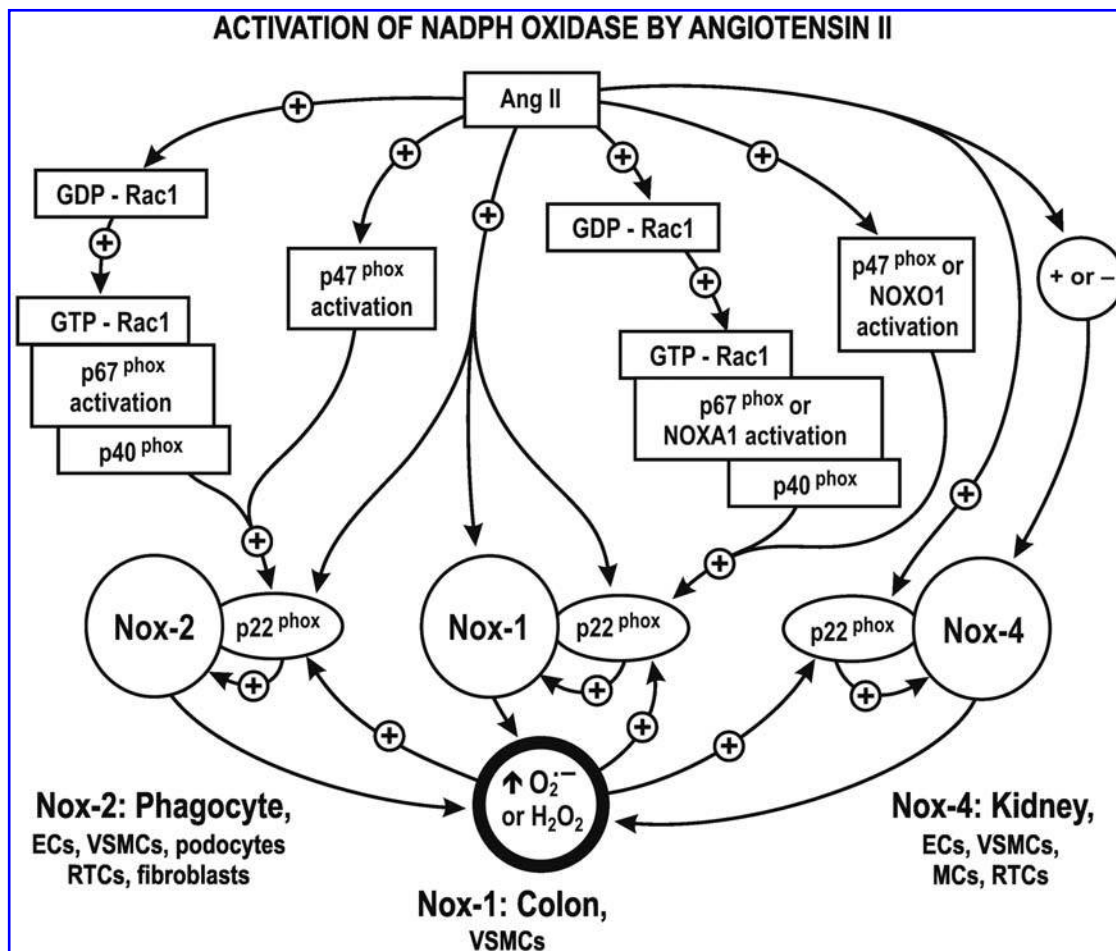 ACTIVATION OF NADPH OXIDASE BY ANGIOTENSIN II
Ang II
+
+
+
+
+
GDP - Rac1
+
GTP - Rac1
p67 phox
activation
p40 phox
p47 phox
activation
+
GDP - Rac1
+
GTP - Rac1
p67 phox or
NOXA1 activation
p40 phox
p47 phox or
NOXO1
activation
+ or –
+
+
Nox-2
p22 phox
+
Nox-1
p22 phox
+
p22 phox
Nox-4
+
+
+
+
↑ O₂·–
or H₂O₂
Nox-2: Phagocyte,
ECs, VSMCs, podocytes
RTCs, fibroblasts
Nox-1: Colon,
VSMCs
Nox-4: Kidney,
ECs, VSMCs,
MCs, RTCs